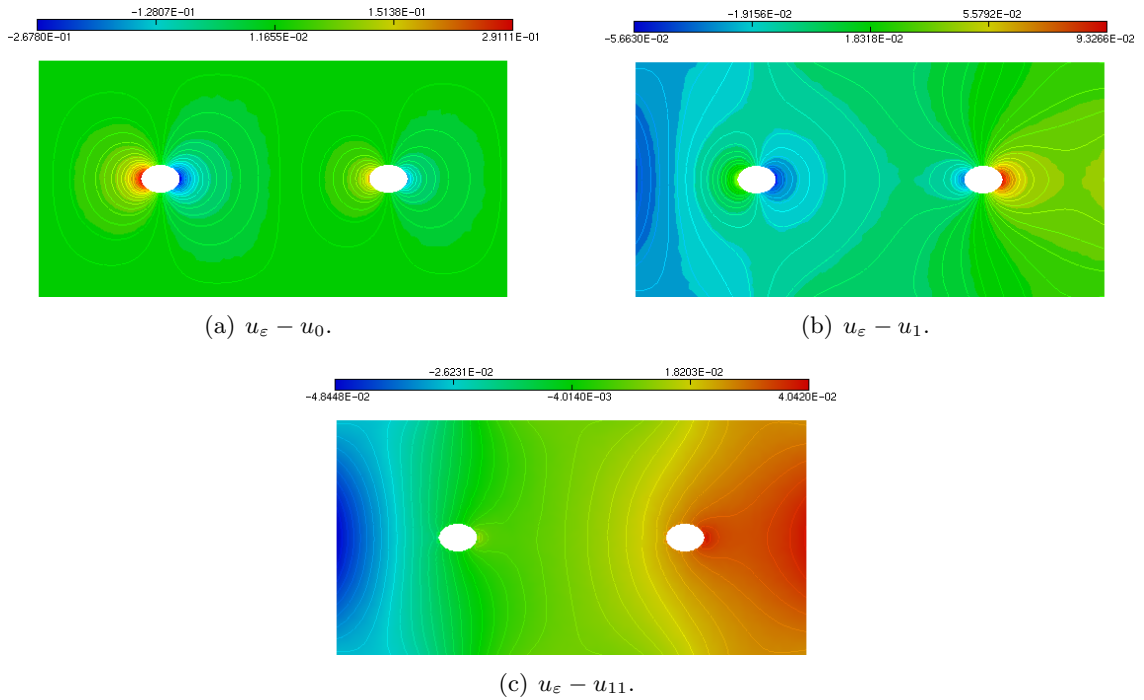 −1.2807E−01 1.5138E−01
−2.6780E−01 1.1655E−02 2.9111E−01
−1.9156E−02 5.5792E−02
−5.6630E−02 1.8318E−02 9.3266E−02
(a) uε − u0.
(b) uε − u1.
−2.6231E−02 1.8203E−02
−4.8448E−02 −4.0140E−03 4.0420E−02
(c) uε − u11.